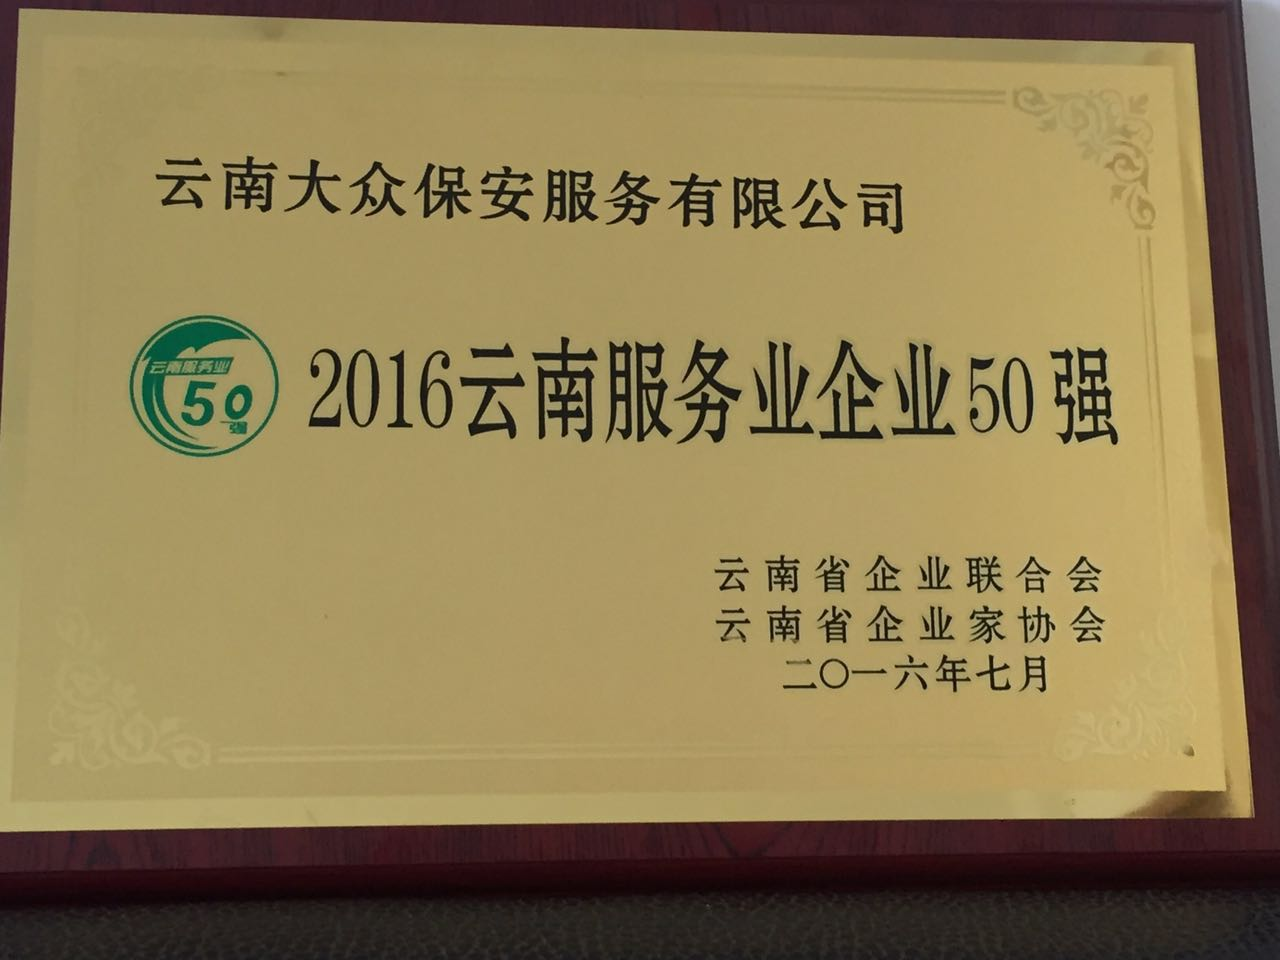 云南大众保安服务有限公司
云南服务业
50
强
2016云南服务业企业50强
云南省企业联合会
云南省企业家协会
二〇一六年七月